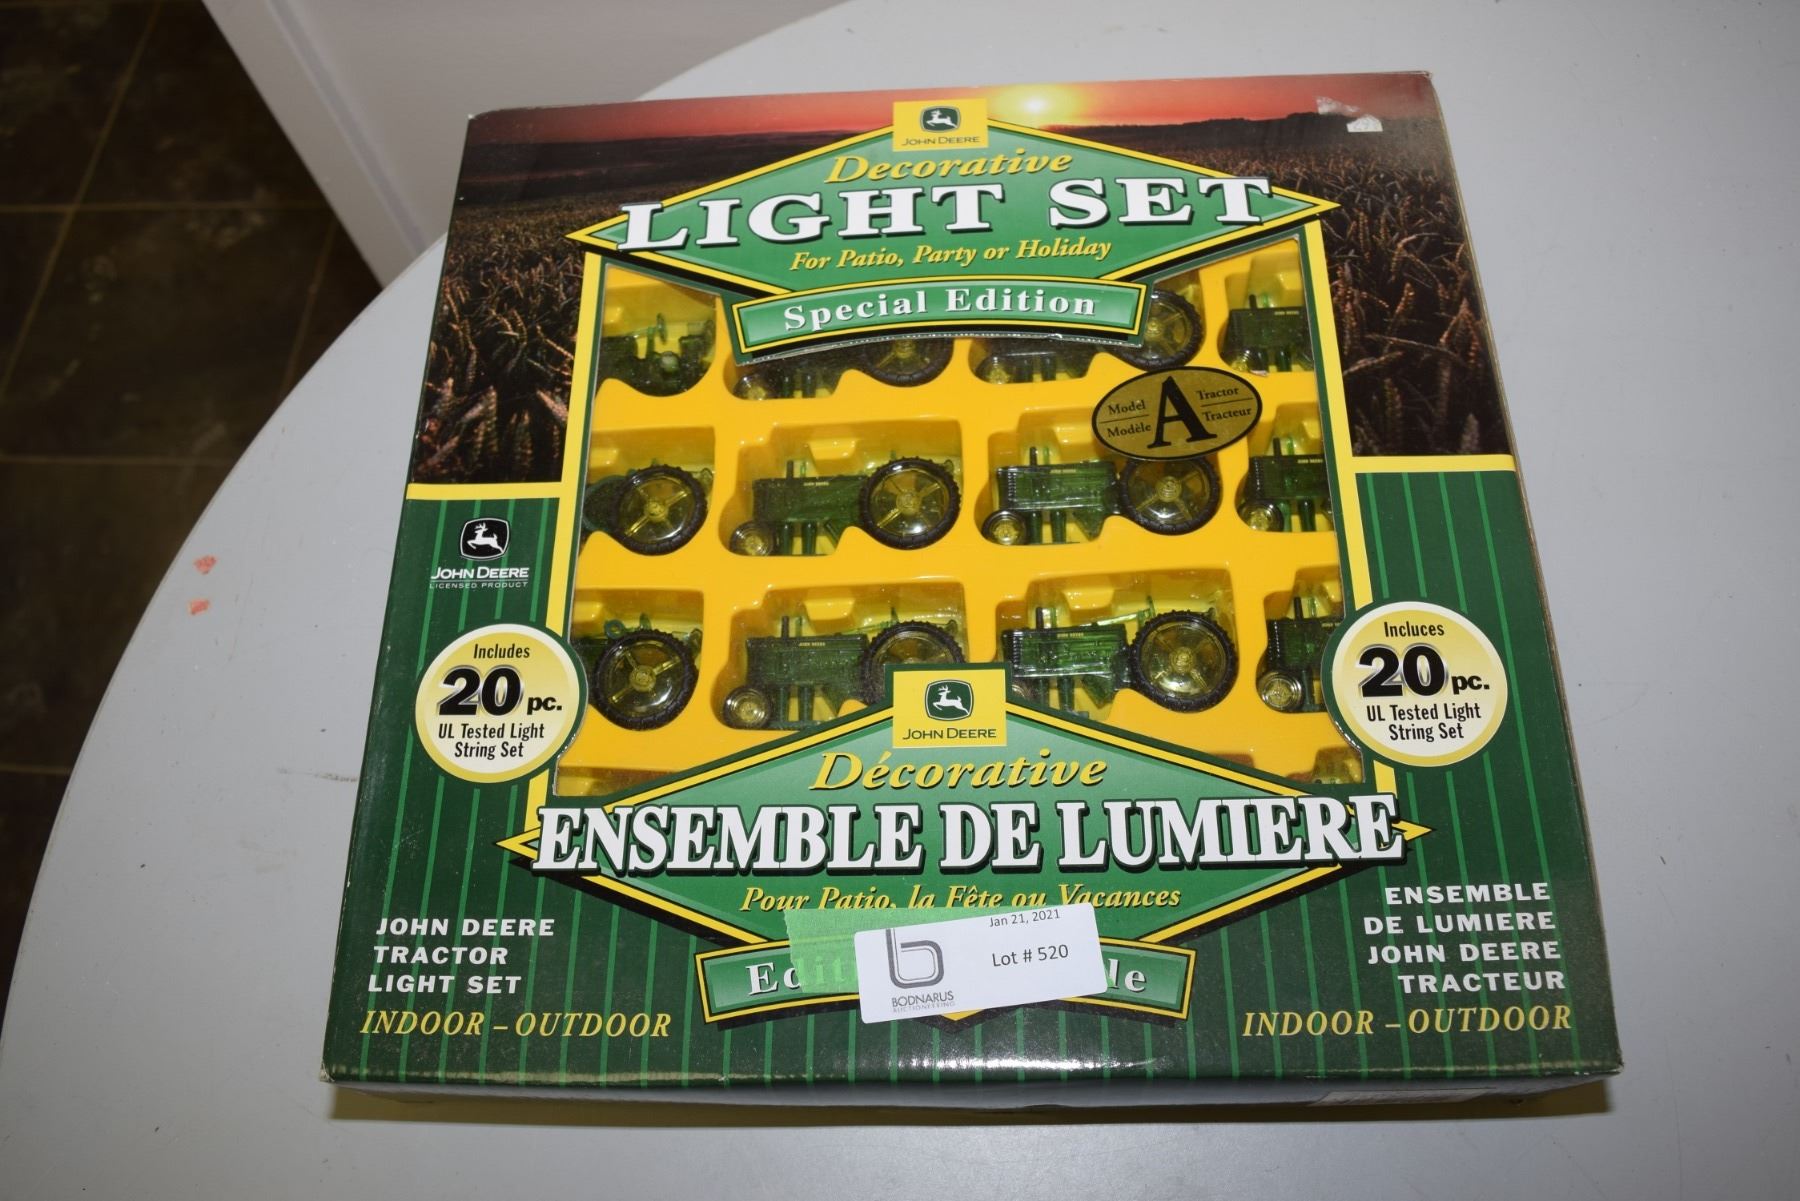 JOHN DEERE
Decorative
LIGHT SET
For Patio, Party or Holiday
Special Edition
Model A Tractor
Modèle Tracteur
JOHN DEERE
LICENSED PRODUCT
Includes
20 pc.
UL Tested Light
String Set
Incluces
20 pc.
UL Tested Light
String Set
JOHN DEERE
Décorative
ENSEMBLE DE LUMIERE
Pour Patio, la Fête ou Vacances
Jan 21, 2021
Lot # 520
BODNARUS
AUCTIONEERING
JOHN DEERE
TRACTOR
LIGHT SET
INDOOR – OUTDOOR
ENSEMBLE
DE LUMIERE
JOHN DEERE
TRACTEUR
INDOOR – OUTDOOR